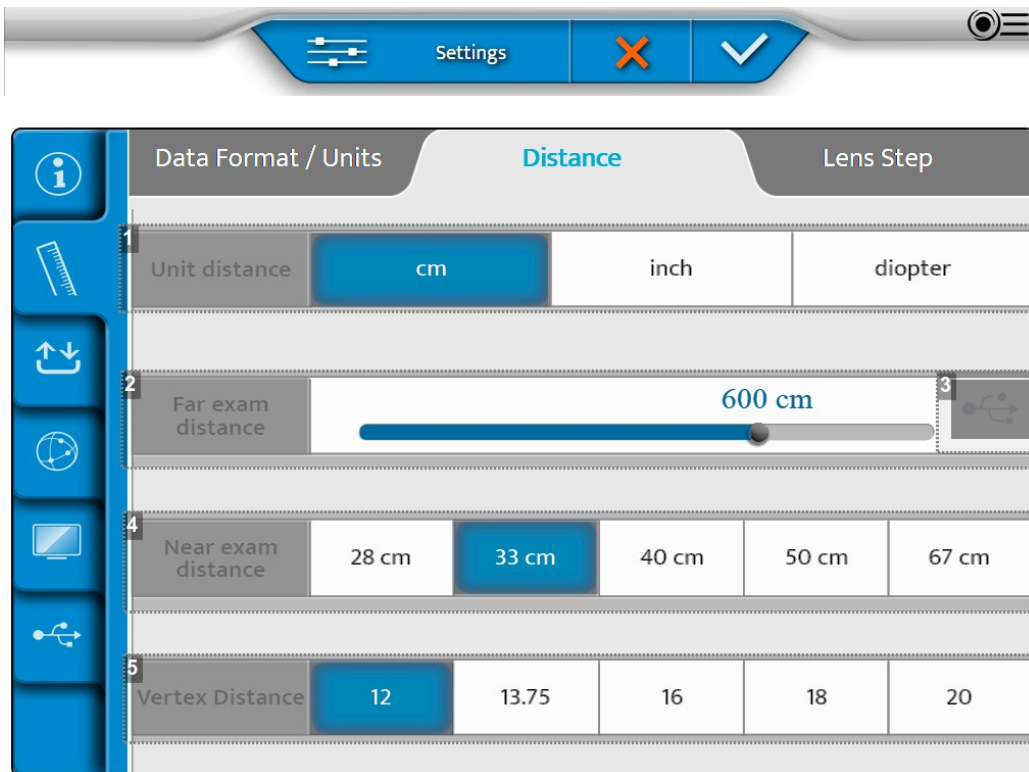 Settings
Data Format / Units Distance Lens Step
1
Unit distance cm inch diopter
2 600 cm 3
Far exam
distance
4
Near exam
distance 28 cm 33 cm 40 cm 50 cm 67 cm
5
Vertex Distance 12 13.75 16 18 20